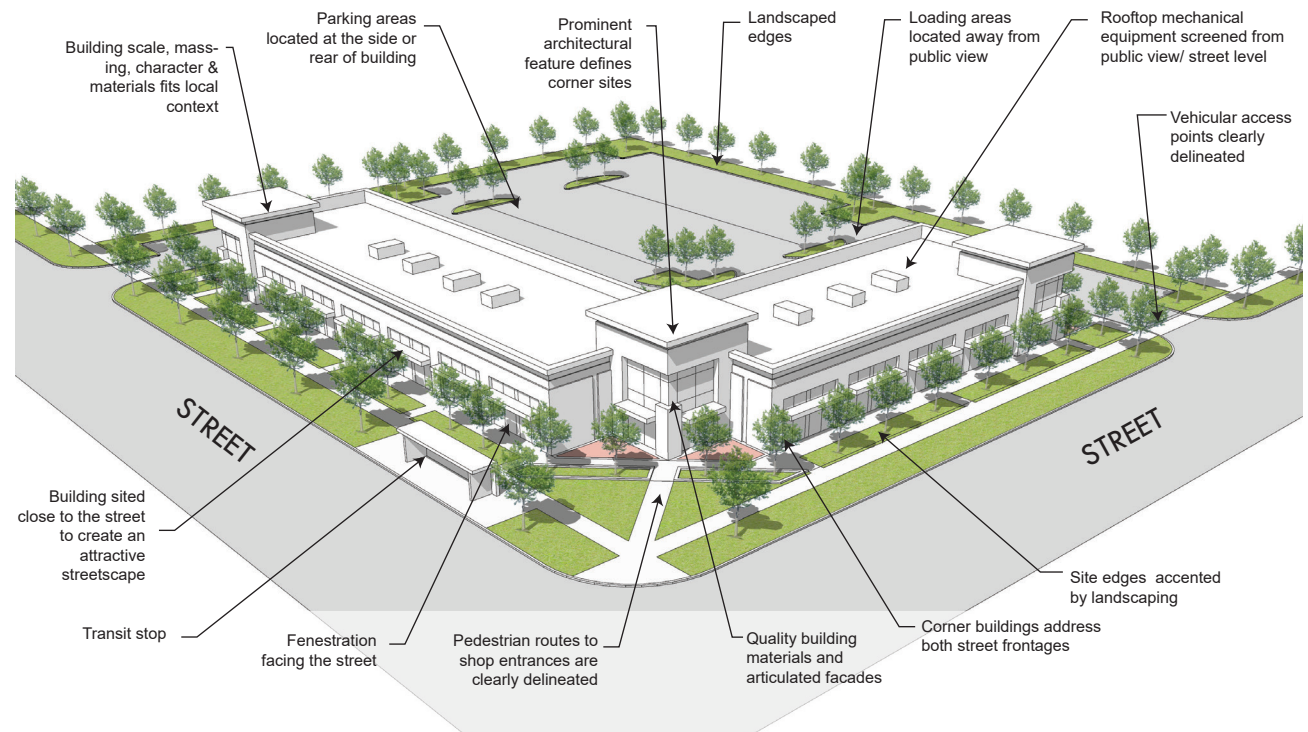 Building scale, mass-
ing, character &
materials fits local
context
Parking areas
located at the side or
rear of building
Prominent
architectural
feature defines
corner sites
Landscaped
edges
Loading areas
located away from
public view
Rooftop mechanical
equipment screened from
public view/ street level
Vehicular access
points clearly
delineated
STREET
STREET
Building sited
close to the street
to create an
attractive
streetscape
Transit stop
Fenestration
facing the street
Pedestrian routes to
shop entrances are
clearly delineated
Quality building
materials and
articulated facades
Corner buildings address
both street frontages
Site edges accented
by landscaping